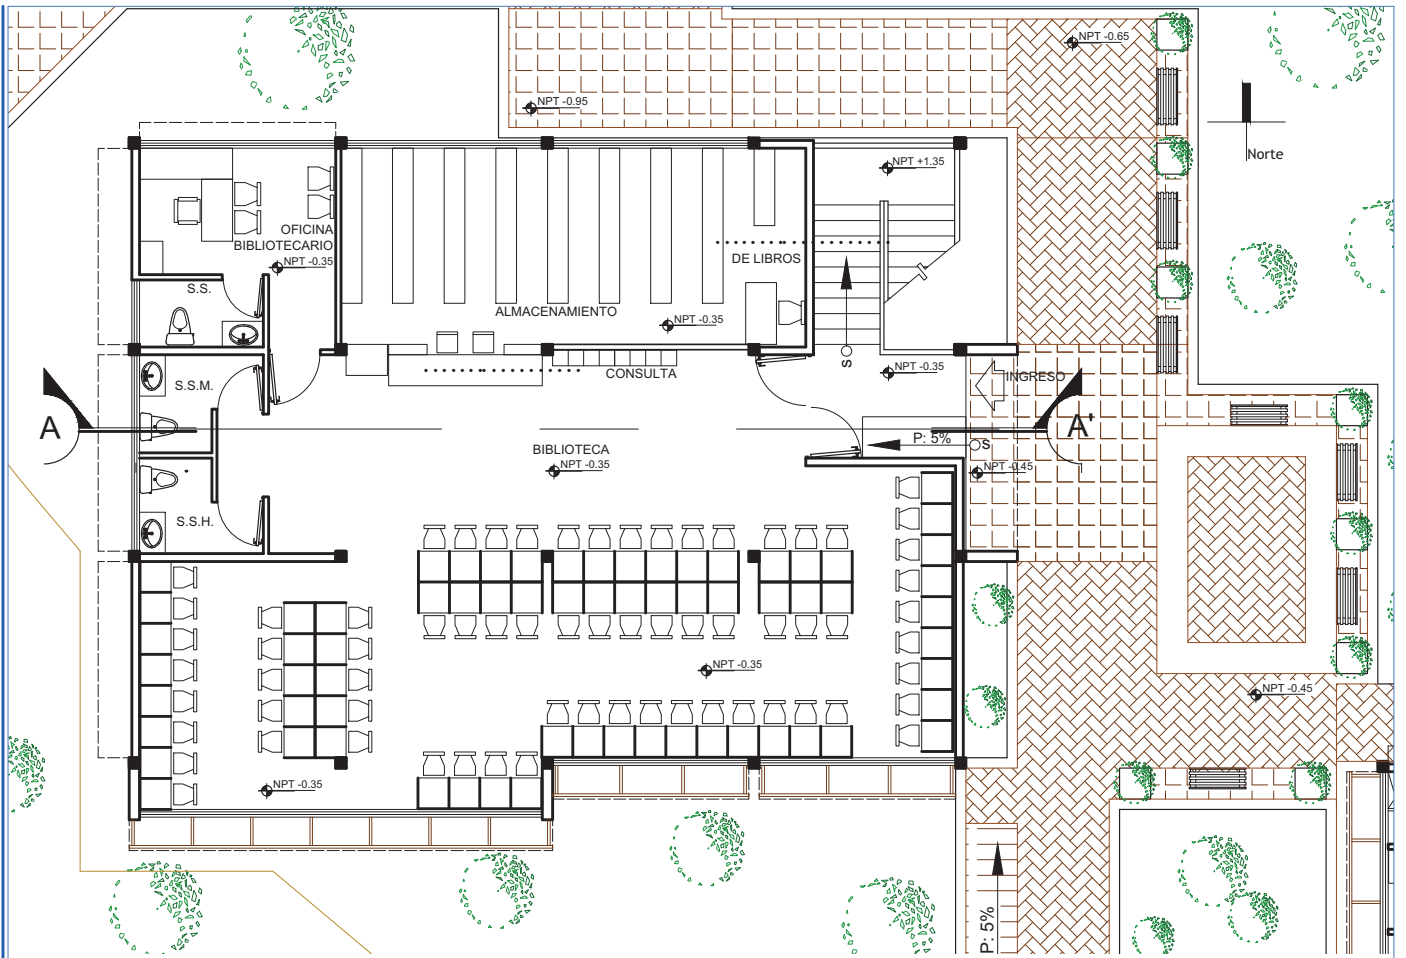 NPT -0.65
NPT -0.95
Norte
NPT +1.35
OFICINA
BIBLIOTECARIO
NPT -0.35
DE LIBROS
S.S.
ALMACENAMIENTO
NPT -0.35
S
CONSULTA
NPT -0.35
INGRESO
S.S.M.
A
A'
P: 5%
S
BIBLIOTECA
NPT -0.35
NPT -0.45
S.S.H.
NPT -0.35
NPT -0.45
NPT -0.35
P: 5%